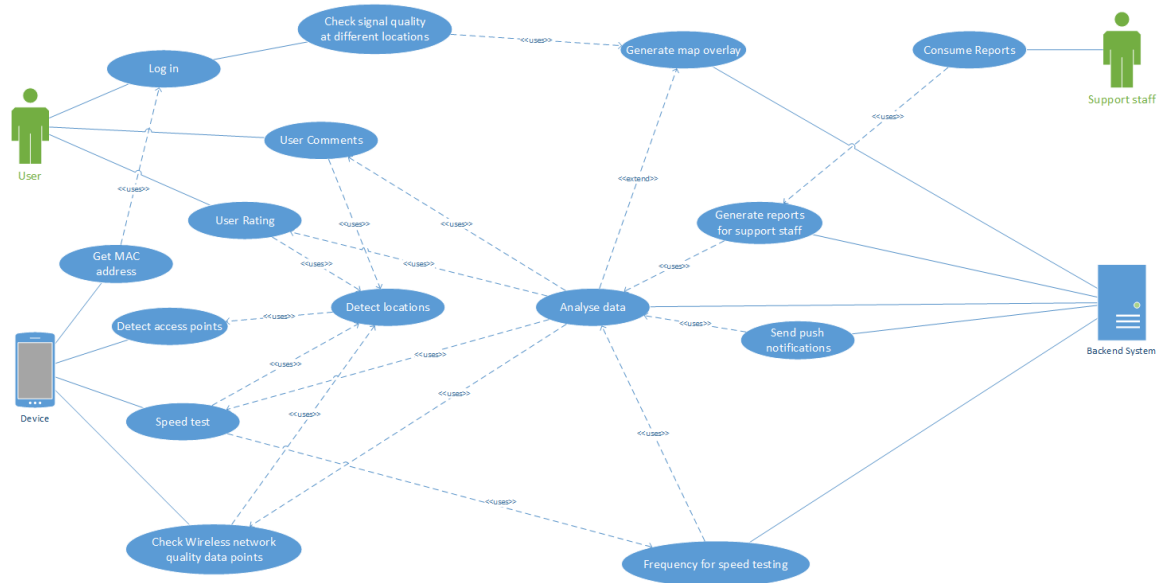 Check signal quality
at different locations
<<uses>>
Generate map overlay
Consume Reports
Log in
Support staff
<<uses>>
User Comments
User
<<extend>>
<<uses>>
User Rating
<<uses>>
Generate reports
for support staff
Get MAC
address
<<uses>>
<<uses>>
<<uses>>
Detect locations
Analyse data
Detect access points
<<uses>>
<<uses>>
Send push
notifications
Backend System
<<uses>>
<<uses>>
<<uses>>
Device
Speed test
<<uses>>
<<uses>>
<<uses>>
<<uses>>
Check Wireless network
quality data points
Frequency for speed testing